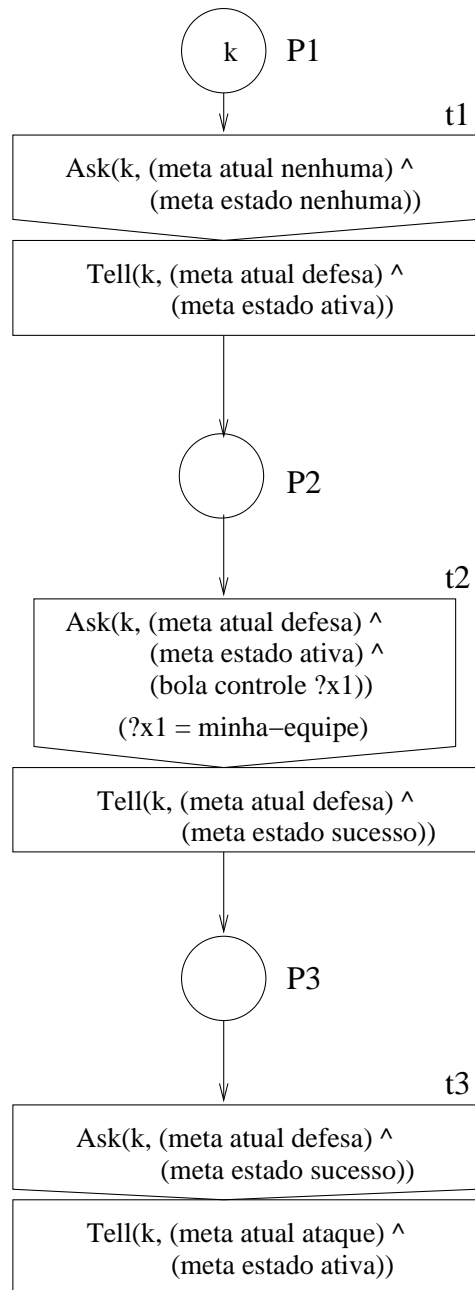 k P1
t1
Ask(k, (meta atual nenhuma) ^
(meta estado nenhuma))
Tell(k, (meta atual defesa) ^
(meta estado ativa))
P2
t2
Ask(k, (meta atual defesa) ^
(meta estado ativa) ^
(bola controle ?x1))
(?x1 = minha−equipe)
Tell(k, (meta atual defesa) ^
(meta estado sucesso))
P3
t3
Ask(k, (meta atual defesa) ^
(meta estado sucesso))
Tell(k, (meta atual ataque) ^
(meta estado ativa))